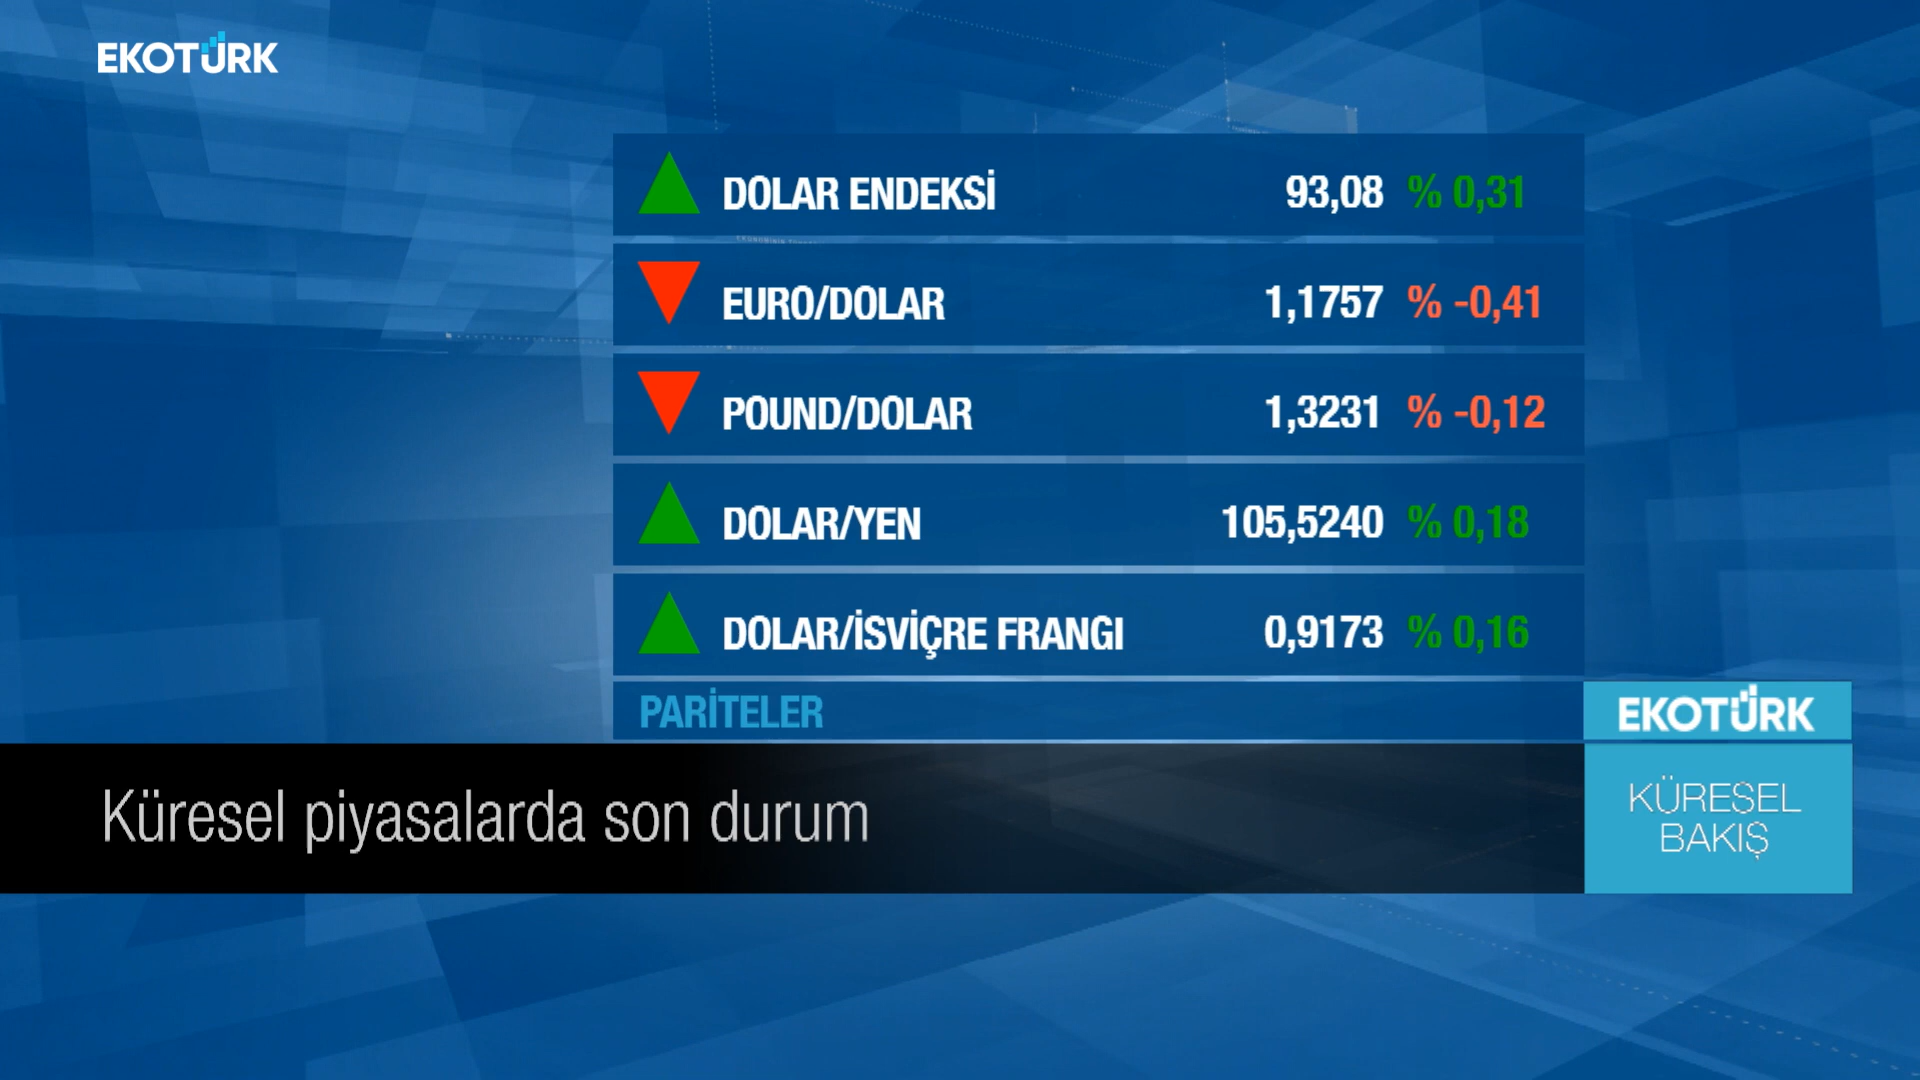 EKOTÜRK
DOLAR ENDEKSİ 93,08 % 0,31
EURO/DOLAR 1,1757 % -0,41
POUND/DOLAR 1,3231 % -0,12
DOLAR/YEN 105,5240 % 0,18
DOLAR/İSVİÇRE FRANGI 0,9173 % 0,16
PARİTELER
EKOTÜRK
Küresel piyasalarda son durum
KÜRESEL
BAKIŞ